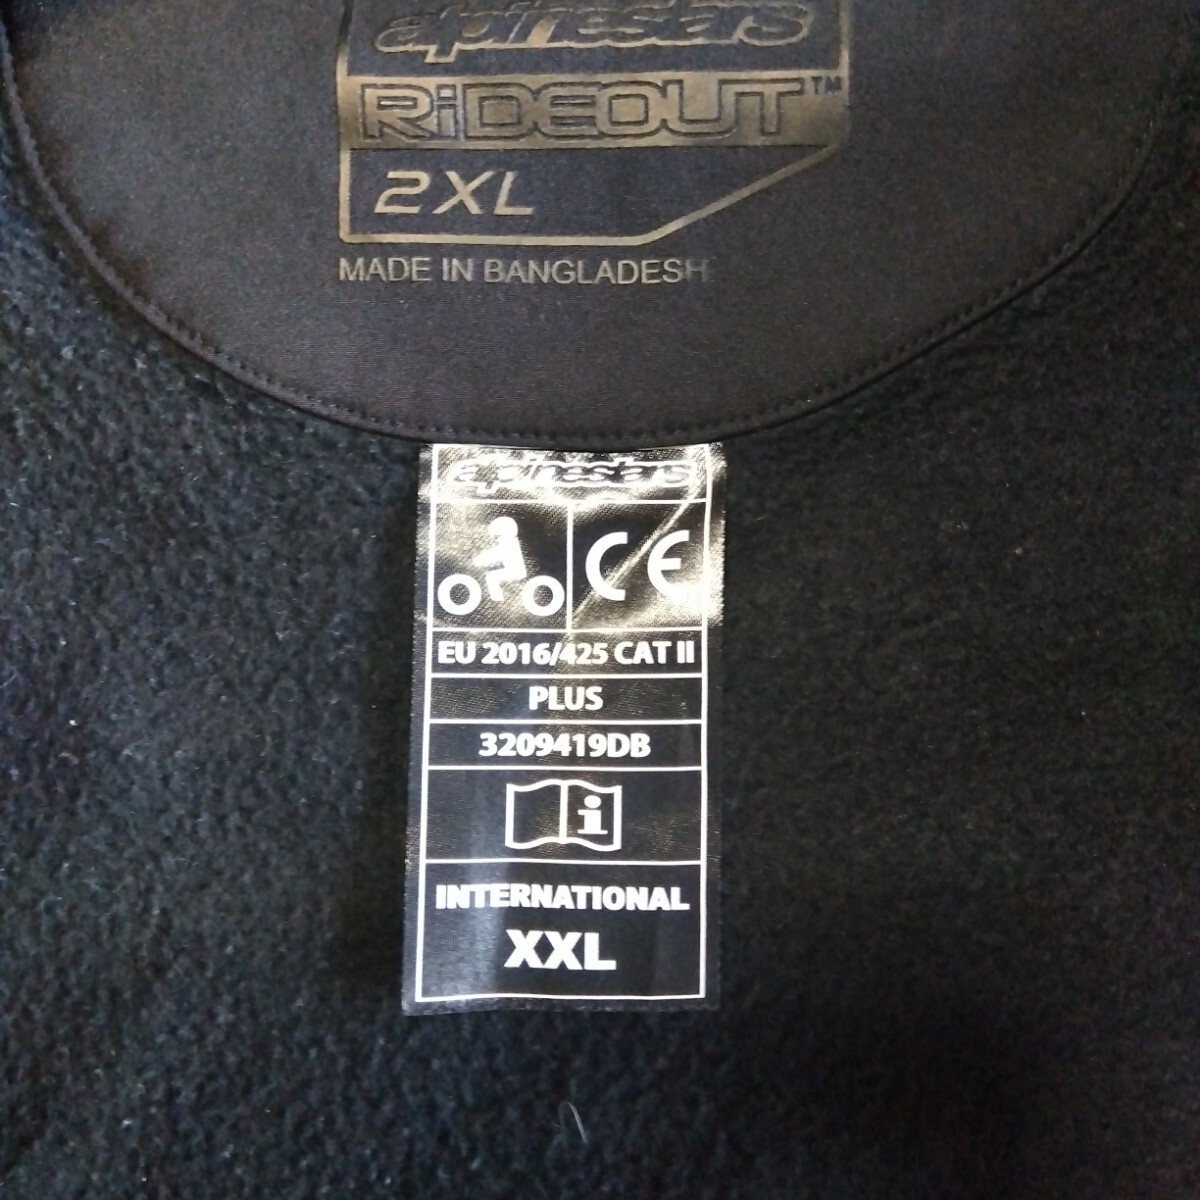 alpinestars
RiDEOUT™
2XL
MADE IN BANGLADESH
alpinestars
CE
EU 2016/425 CAT II
PLUS
3209419DB
i
INTERNATIONAL
XXL